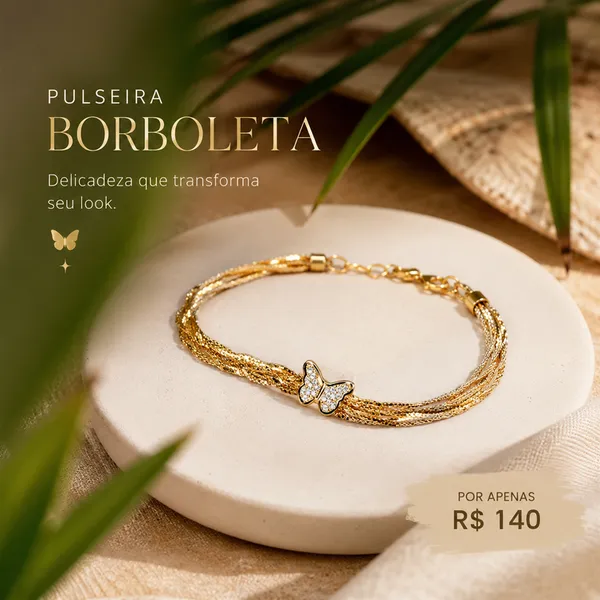 PULSEIRA
BORBOLETA
Delicadeza que transforma
seu look.
POR APENAS
R$ 140